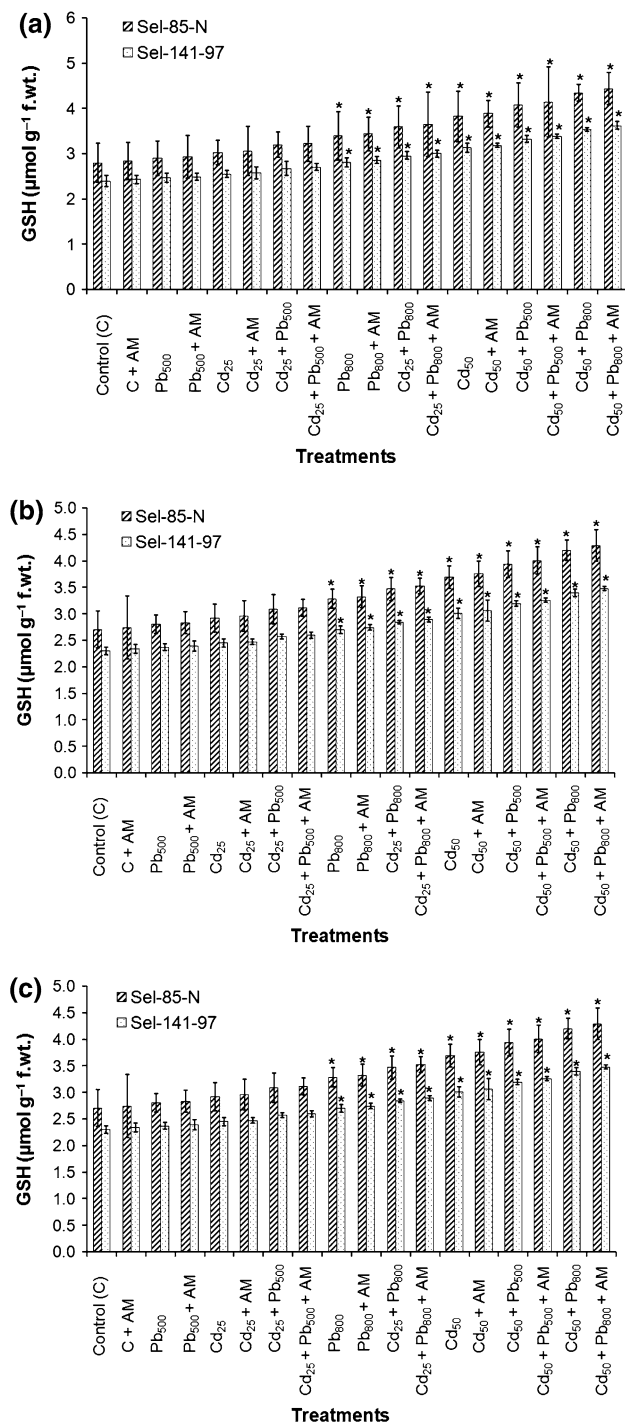 (a)
6
5
4
3
2
1
0
GSH (µmol g⁻¹ f.wt.)
Sel-85-N
Sel-141-97
* * * * * * * * * *
* * * * * * * * * *
Control (C)
C + AM
Pb₅₀₀
Pb₅₀₀ + AM
Cd₂₅
Cd₂₅ + AM
Cd₂₅ + Pb₅₀₀
Cd₂₅ + Pb₅₀₀ + AM
Pb₈₀₀
Pb₈₀₀ + AM
Cd₂₅ + Pb₈₀₀
Cd₂₅ + Pb₈₀₀ + AM
Cd₅₀
Cd₅₀ + AM
Cd₅₀ + Pb₅₀₀
Cd₅₀ + Pb₅₀₀ + AM
Cd₅₀ + Pb₈₀₀
Cd₅₀ + Pb₈₀₀ + AM
Treatments
(b)
5.0
4.5
4.0
3.5
3.0
2.5
2.0
1.5
1.0
0.5
0.0
GSH (µmol g⁻¹ f.wt.)
Sel-85-N
Sel-141-97
* * * * * * * * * *
* * * * * * * * * *
Control (C)
C + AM
Pb₅₀₀
Pb₅₀₀ + AM
Cd₂₅
Cd₂₅ + AM
Cd₂₅ + Pb₅₀₀
Cd₂₅ + Pb₅₀₀ + AM
Pb₈₀₀
Pb₈₀₀ + AM
Cd₂₅ + Pb₈₀₀
Cd₂₅ + Pb₈₀₀ + AM
Cd₅₀
Cd₅₀ + AM
Cd₅₀ + Pb₅₀₀
Cd₅₀ + Pb₅₀₀ + AM
Cd₅₀ + Pb₈₀₀
Cd₅₀ + Pb₈₀₀ + AM
Treatments
(c)
5.0
4.5
4.0
3.5
3.0
2.5
2.0
1.5
1.0
0.5
0.0
GSH (µmol g⁻¹ f.wt.)
Sel-85-N
Sel-141-97
* * * * * * * * * *
* * * * * * * * * *
Control (C)
C + AM
Pb₅₀₀
Pb₅₀₀ + AM
Cd₂₅
Cd₂₅ + AM
Cd₂₅ + Pb₅₀₀
Cd₂₅ + Pb₅₀₀ + AM
Pb₈₀₀
Pb₈₀₀ + AM
Cd₂₅ + Pb₈₀₀
Cd₂₅ + Pb₈₀₀ + AM
Cd₅₀
Cd₅₀ + AM
Cd₅₀ + Pb₅₀₀
Cd₅₀ + Pb₅₀₀ + AM
Cd₅₀ + Pb₈₀₀
Cd₅₀ + Pb₈₀₀ + AM
Treatments